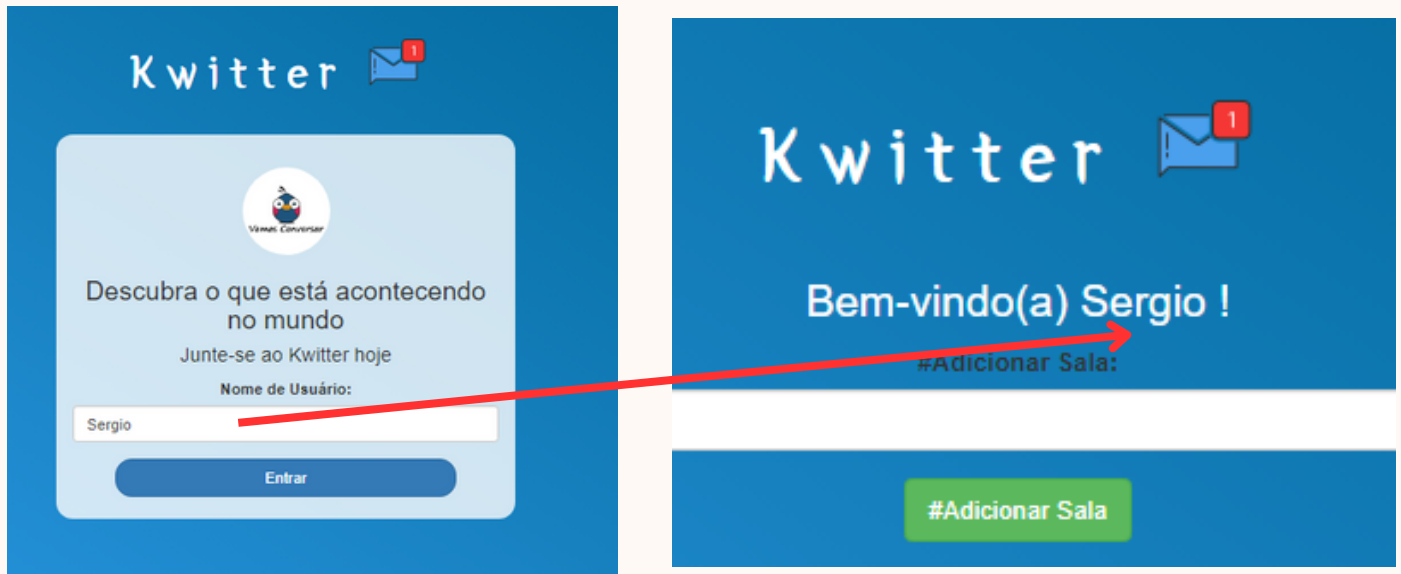 Kwitter
1
Vamos Conversar
Descubra o que está acontecendo
no mundo
Junte-se ao Kwitter hoje
Nome de Usuário:
Sergio
Entrar
Kwitter
1
Bem-vindo(a) Sergio !
#Adicionar Sala:
#Adicionar Sala